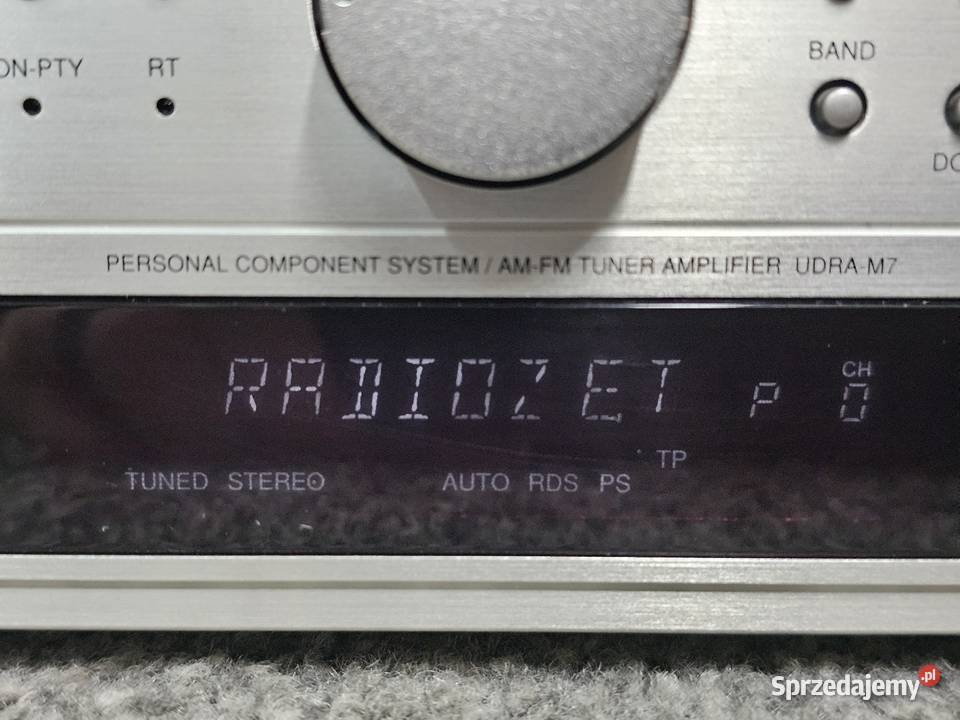 ON-PTY RT BAND
PERSONAL COMPONENT SYSTEM / AM-FM TUNER AMPLIFIER UDRA-M7
CH
RADIOZET P 0
TP
TUNED STEREO AUTO RDS PS
Sprzedajemy.pl